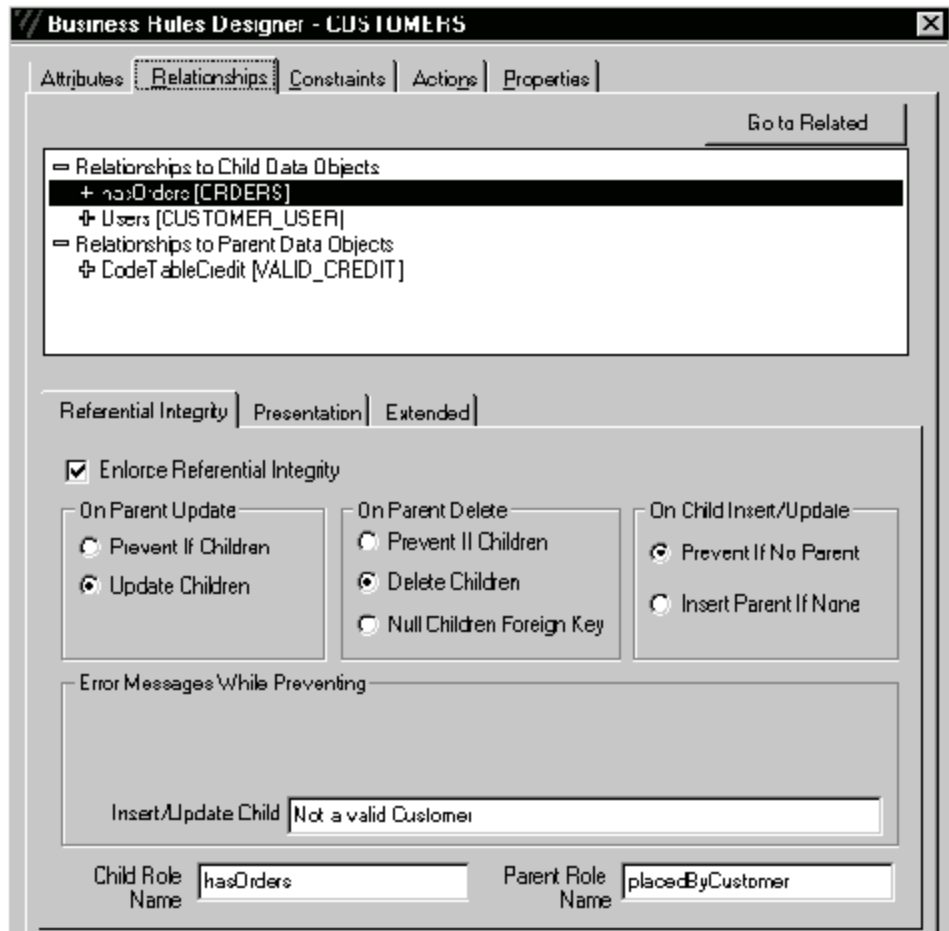 Business Rules Designer - CUSTOMERS
Attributes Relationships Constraints Actions Properties
Go to Related
Relationships to Child Data Objects
hasOrders [ORDERS]
Users [CUSTOMER_USER]
Relationships to Parent Data Objects
CodeTableCredit [VALID_CREDIT]
Referential Integrity Presentation Extended
Enforce Referential Integrity
On Parent Update On Parent Delete On Child Insert/Update
Prevent If Children Prevent If Children Prevent If No Parent
Update Children Delete Children Insert Parent If None
Null Children Foreign Key
Error Messages While Preventing
Insert/Update Child Not a valid Customer
Child Role Name hasOrders Parent Role Name placedByCustomer